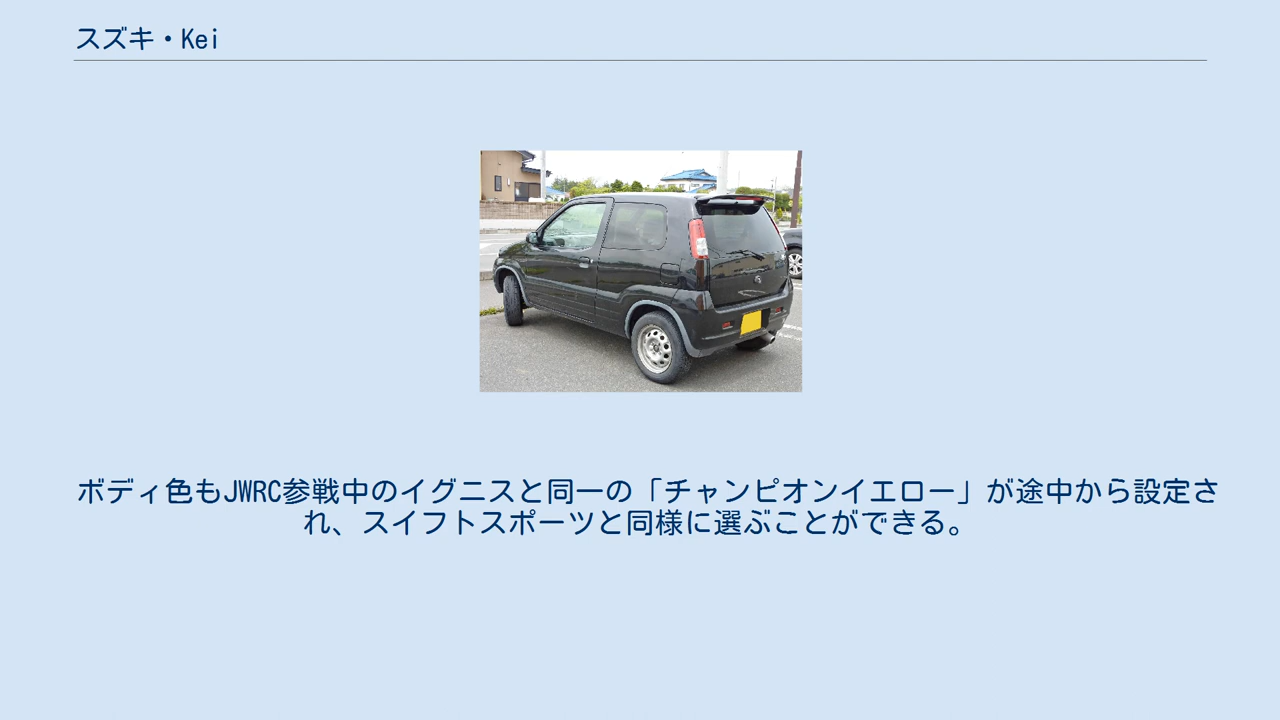 スズキ・Kei
ボディ色もJWRC参戦中のイグニスと同一の「チャンピオンイエロー」が途中から設定さ
れ、スイフトスポーツと同様に選ぶことができる。